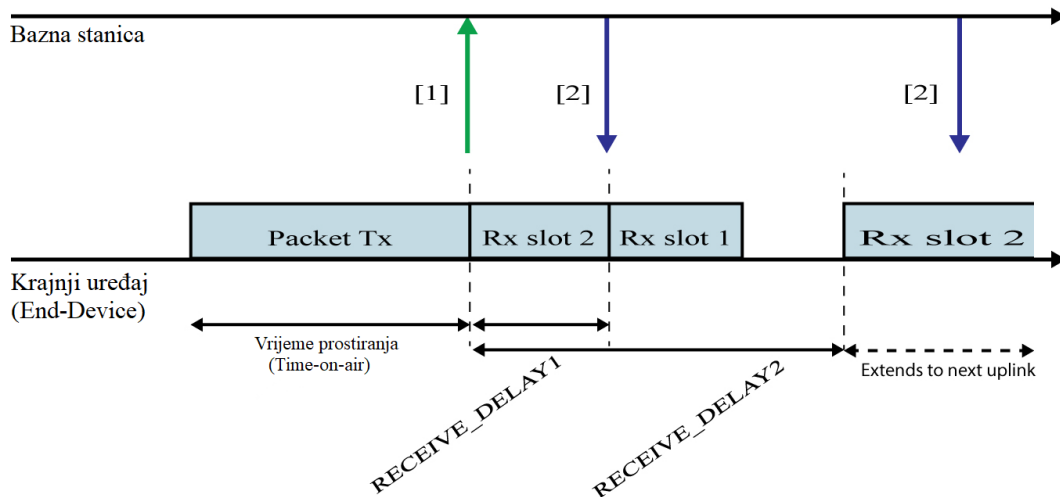 Bazna stanica
[1]
[2]
[2]
Packet Tx
Rx slot 2
Rx slot 1
Rx slot 2
Krajnji uređaj
(End-Device)
Vrijeme prostiranja
(Time-on-air)
Extends to next uplink
RECEIVE_DELAY1
RECEIVE_DELAY2